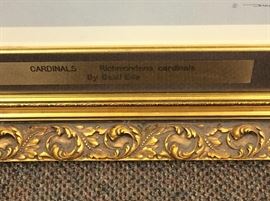 CARDINALS Richmondena cardinalis
By Basil Ede